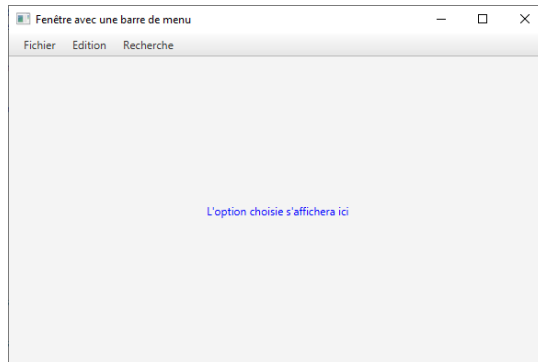 Fenêtre avec une barre de menu
Fichier Edition Recherche
L'option choisie s'affichera ici